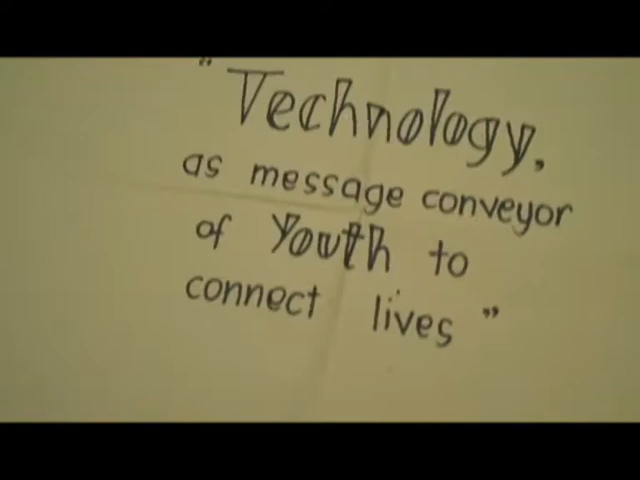 "Technology,
as message conveyor
of Youth to
connect lives"